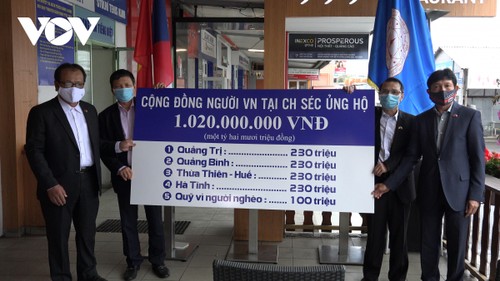 VOV
RESTAURANT
INDECO
PROSPEROUS
CỘNG ĐỒNG NGƯỜI VN TẠI CH SÉC ỦNG HỘ
1.020.000.000 VNĐ
(một tỷ hai mươi triệu đồng)
1 Quảng Trị : .............. 230 triệu
2 Quảng Bình : ............ 230 triệu
3 Thừa Thiên - Huế : .... 230 triệu
4 Hà Tĩnh : ................. 230 triệu
5 Quỹ vì người nghèo : ....... 100 triệu